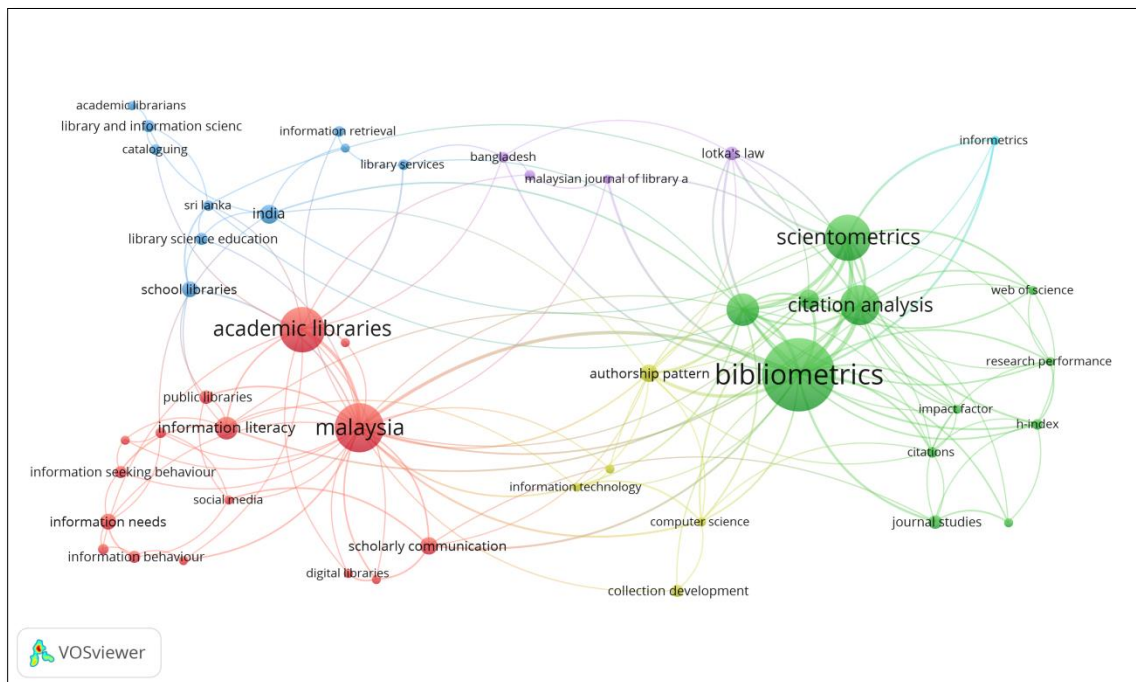 academic librarians
library and information scienc
cataloguing
information retrieval
library services
bangladesh
malaysian journal of library a
lotka's law
informetrics
sri lanka
india
library science education
school libraries
scientometrics
citation analysis
web of science
academic libraries
research performance
authorship pattern
bibliometrics
public libraries
information literacy
malaysia
impact factor
h-index
citations
information seeking behaviour
information technology
social media
information needs
computer science
journal studies
information behaviour
scholarly communication
digital libraries
collection development
VOSviewer